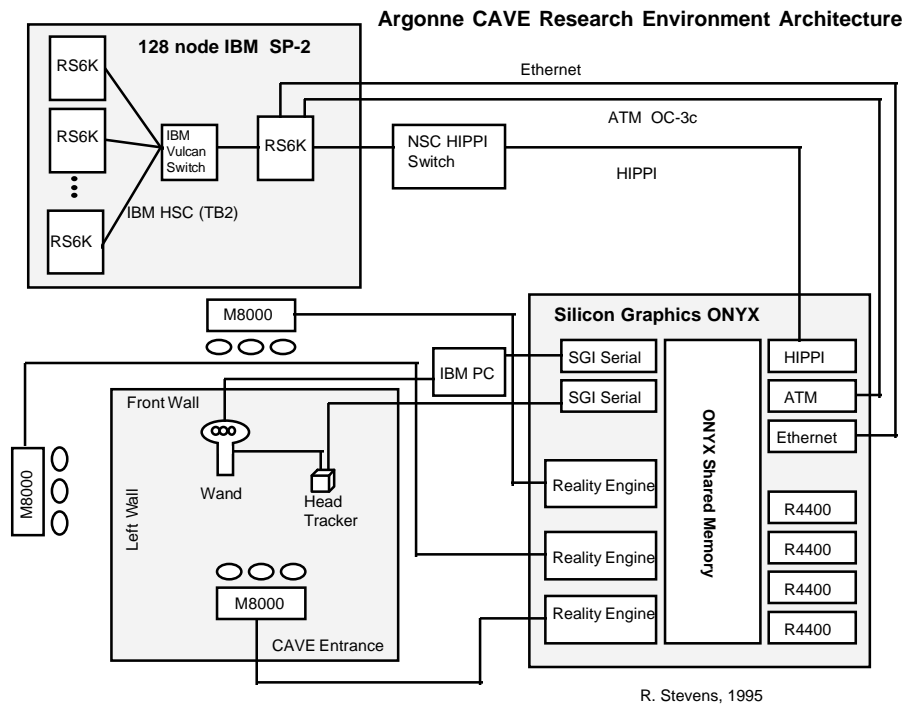 Argonne CAVE Research Environment Architecture
128 node IBM SP-2
RS6K
RS6K
RS6K
IBM
Vulcan
Switch
RS6K
IBM HSC (TB2)
NSC HIPPI
Switch
Ethernet
ATM OC-3c
HIPPI
M8000
M8000
IBM PC
Front Wall
Left Wall
Wand
Head
Tracker
M8000
CAVE Entrance
Silicon Graphics ONYX
SGI Serial
SGI Serial
Reality Engine
Reality Engine
Reality Engine
ONYX Shared Memory
HIPPI
ATM
Ethernet
R4400
R4400
R4400
R4400
R. Stevens, 1995